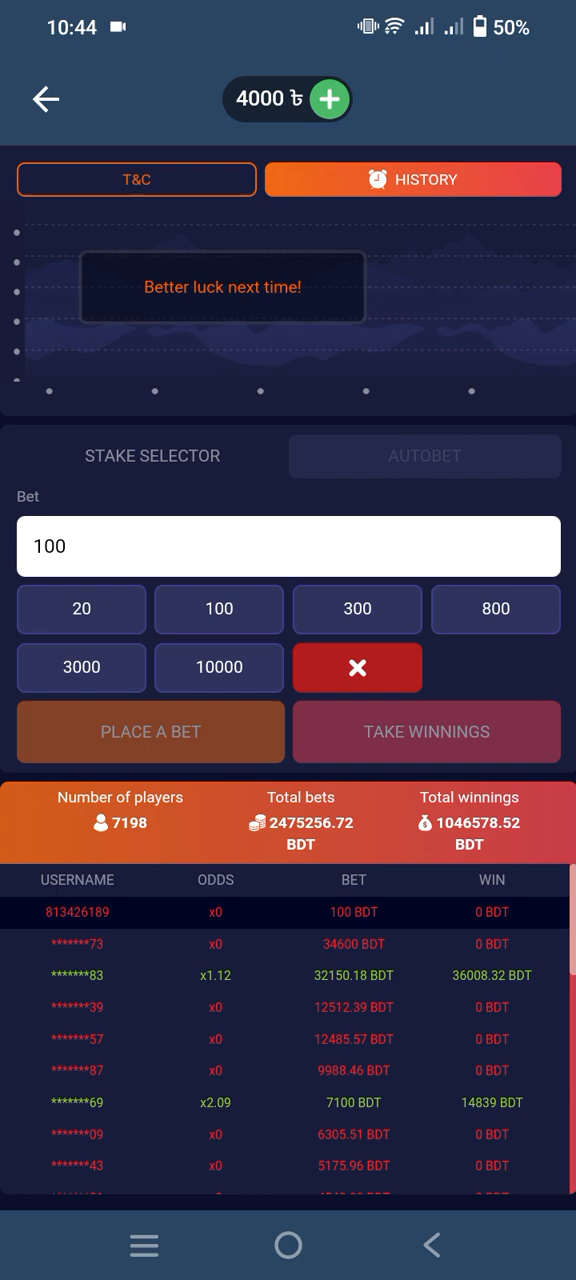 10:44 50%
4000 ৳
T&C HISTORY
Better luck next time!
STAKE SELECTOR AUTOBET
Bet
100
20 100 300 800
3000 10000
PLACE A BET TAKE WINNINGS
Number of players Total bets Total winnings
7198 2475256.72 BDT 1046578.52 BDT
USERNAME ODDS BET WIN
813426189 x0 100 BDT 0 BDT
*******73 x0 34600 BDT 0 BDT
*******83 x1.12 32150.18 BDT 36008.32 BDT
*******39 x0 12512.39 BDT 0 BDT
*******57 x0 12485.57 BDT 0 BDT
*******87 x0 9988.46 BDT 0 BDT
*******69 x2.09 7100 BDT 14839 BDT
*******09 x0 6305.51 BDT 0 BDT
*******43 x0 5175.96 BDT 0 BDT